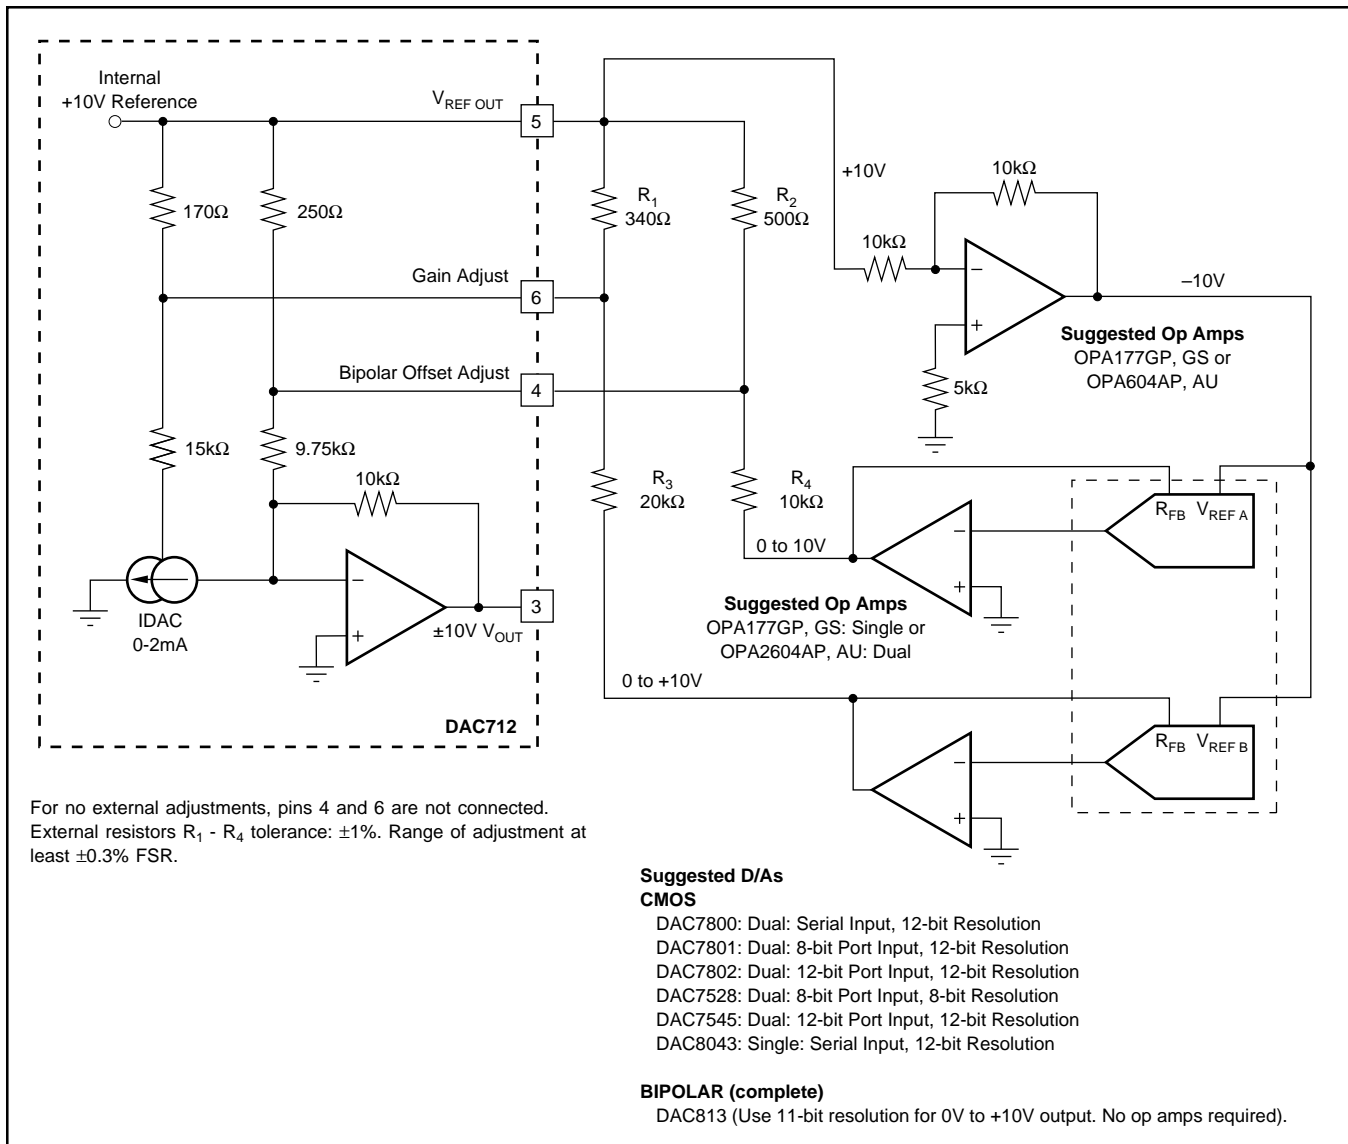 Internal
+10V Reference
V_REF OUT
5
170Ω
250Ω
R1
340Ω
R2
500Ω
+10V
10kΩ
10kΩ
Gain Adjust
6
–
+
–10V
Suggested Op Amps
OPA177GP, GS or
OPA604AP, AU
Bipolar Offset Adjust
4
5kΩ
15kΩ
9.75kΩ
10kΩ
R3
20kΩ
R4
10kΩ
RFB VREF A
0 to 10V
–
+
IDAC
0-2mA
–
+
±10V VOUT
3
Suggested Op Amps
OPA177GP, GS: Single or
OPA2604AP, AU: Dual
0 to +10V
DAC712
RFB VREF B
–
+
For no external adjustments, pins 4 and 6 are not connected.
External resistors R1 - R4 tolerance: ±1%. Range of adjustment at
least ±0.3% FSR.
Suggested D/As
CMOS
DAC7800: Dual: Serial Input, 12-bit Resolution
DAC7801: Dual: 8-bit Port Input, 12-bit Resolution
DAC7802: Dual: 12-bit Port Input, 12-bit Resolution
DAC7528: Dual: 8-bit Port Input, 8-bit Resolution
DAC7545: Dual: 12-bit Port Input, 12-bit Resolution
DAC8043: Single: Serial Input, 12-bit Resolution
BIPOLAR (complete)
DAC813 (Use 11-bit resolution for 0V to +10V output. No op amps required).